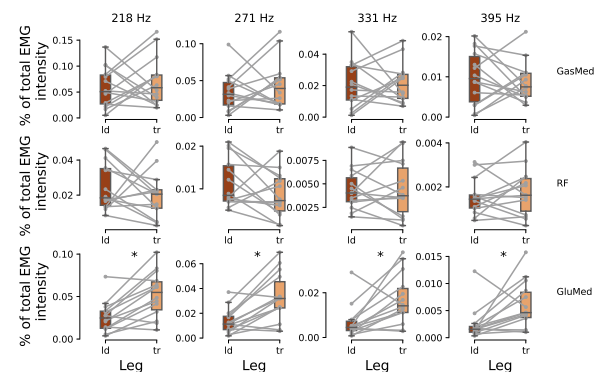 218 Hz 271 Hz 331 Hz 395 Hz
% of total EMG intensity
0.15 0.10 0.05 0.00
ld tr
0.10 0.05 0.00
ld tr
0.04 0.02 0.00
ld tr
0.02 0.01 0.00
ld tr
GasMed
% of total EMG intensity
0.04 0.02
ld tr
0.02 0.01
ld tr
0.0075 0.0050 0.0025
ld tr
0.004 0.002
ld tr
RF
% of total EMG intensity
0.10 0.05 0.00
*
ld tr
Leg
0.06 0.04 0.02 0.00
*
ld tr
Leg
0.02 0.00
*
ld tr
Leg
0.015 0.010 0.005 0.000
*
ld tr
Leg
GluMed